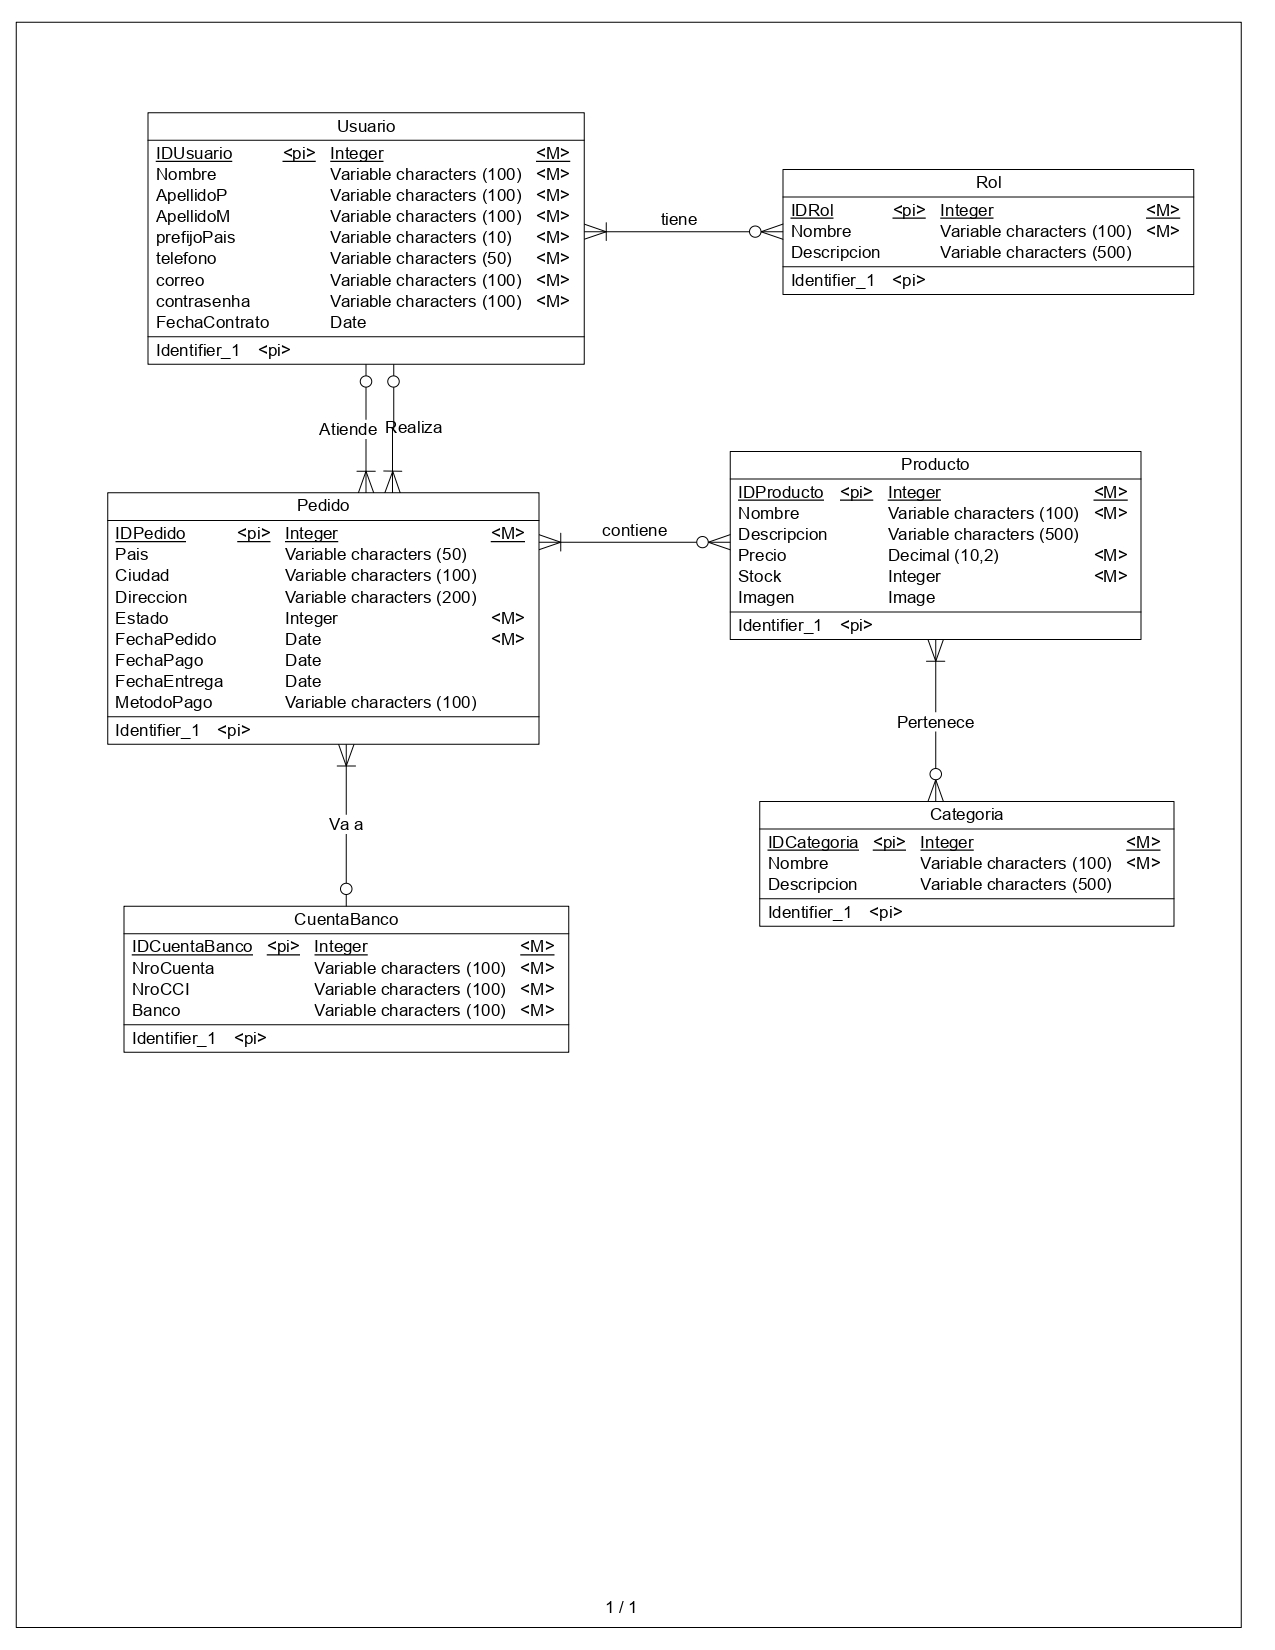 Usuario
IDUsuario <pi> Integer <M>
Nombre Variable characters (100) <M>
ApellidoP Variable characters (100) <M>
ApellidoM Variable characters (100) <M>
prefijoPais Variable characters (10) <M>
telefono Variable characters (50) <M>
correo Variable characters (100) <M>
contrasenha Variable characters (100) <M>
FechaContrato Date
Identifier_1 <pi>
tiene
Rol
IDRol <pi> Integer <M>
Nombre Variable characters (100) <M>
Descripcion Variable characters (500)
Identifier_1 <pi>
Atiende
Realiza
Pedido
IDPedido <pi> Integer <M>
Pais Variable characters (50)
Ciudad Variable characters (100)
Direccion Variable characters (200)
Estado Integer <M>
FechaPedido Date <M>
FechaPago Date
FechaEntrega Date
MetodoPago Variable characters (100)
Identifier_1 <pi>
contiene
Producto
IDProducto <pi> Integer <M>
Nombre Variable characters (100) <M>
Descripcion Variable characters (500)
Precio Decimal (10,2) <M>
Stock Integer <M>
Imagen Image
Identifier_1 <pi>
Pertenece
Categoria
IDCategoria <pi> Integer <M>
Nombre Variable characters (100) <M>
Descripcion Variable characters (500)
Identifier_1 <pi>
Va a
CuentaBanco
IDCuentaBanco <pi> Integer <M>
NroCuenta Variable characters (100) <M>
NroCCI Variable characters (100) <M>
Banco Variable characters (100) <M>
Identifier_1 <pi>
1 / 1